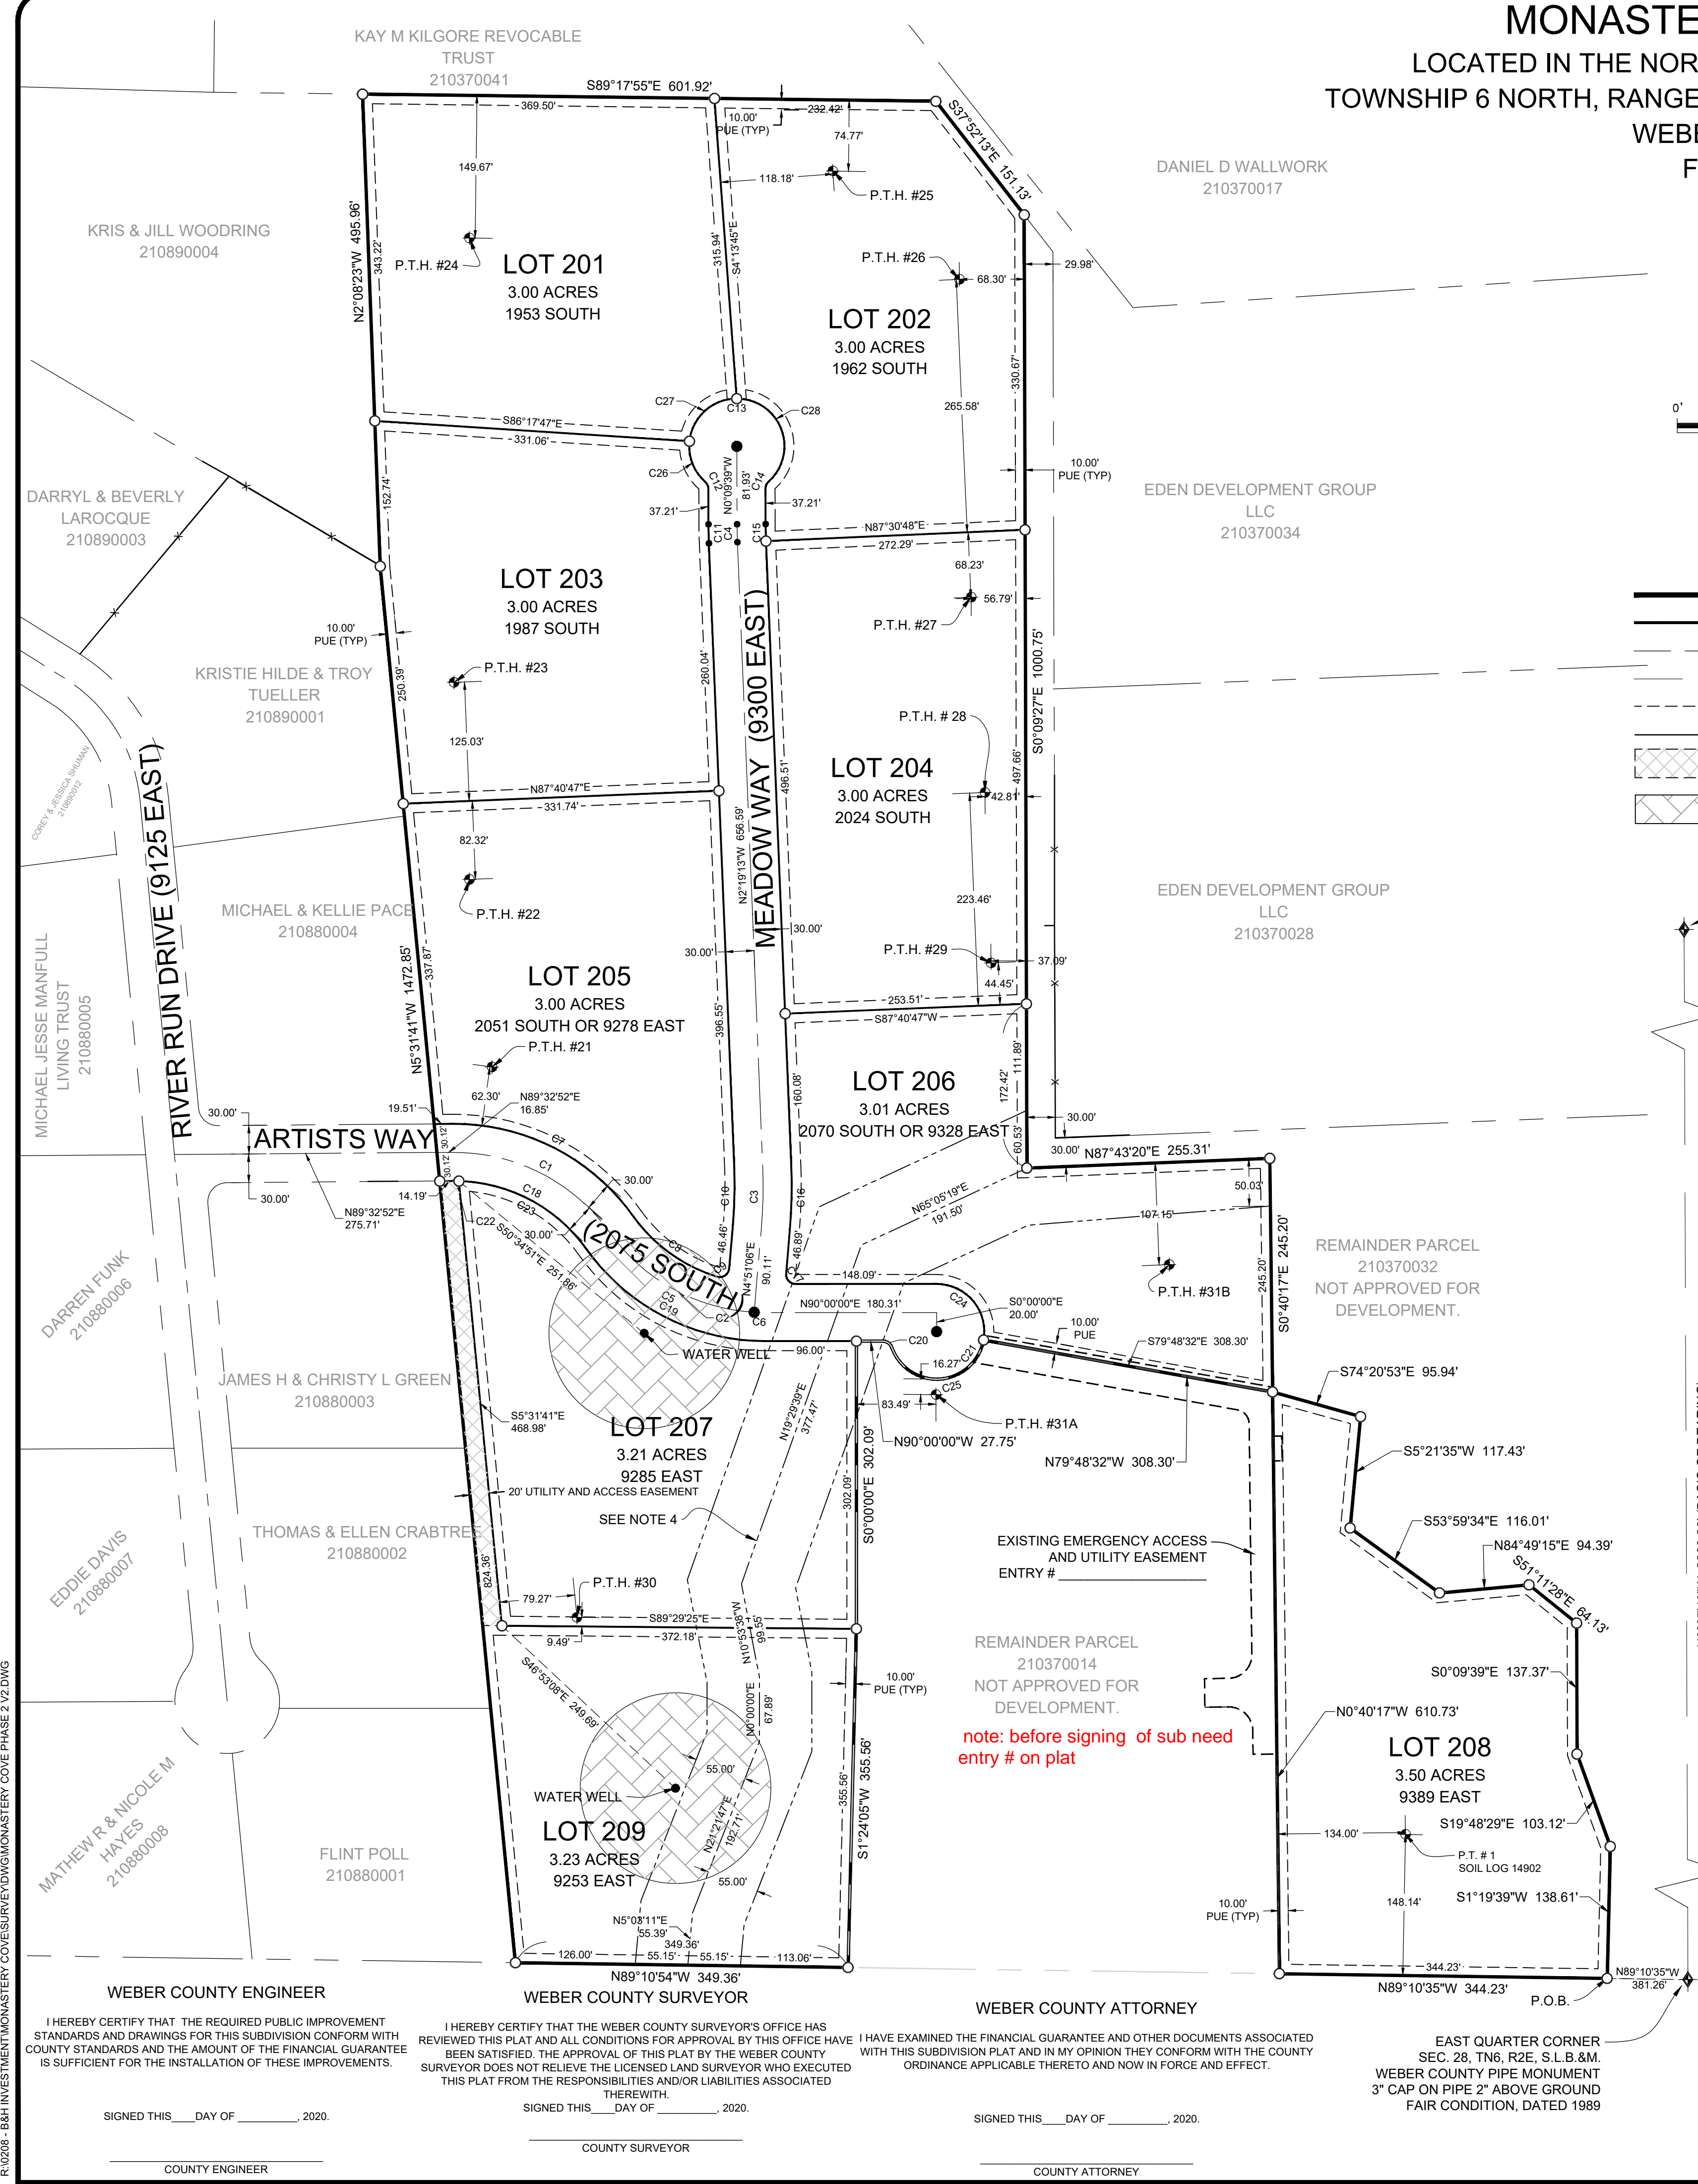 MONASTE
LOCATED IN THE NOR
TOWNSHIP 6 NORTH, RANGE
WEBE
F
KAY M KILGORE REVOCABLE
TRUST
210370041
S89°17'55"E 601.92'
369.50'
232.42'
10.00'
PUE (TYP)
74.77'
149.67'
118.18'
P.T.H. #25
S37°52'13"E 151.13'
DANIEL D WALLWORK
210370017
KRIS & JILL WOODRING
210890004
N2°08'23"W 495.96'
343.22'
P.T.H. #24
LOT 201
3.00 ACRES
1953 SOUTH
315.94'
S4°13'45"E
P.T.H. #26
68.30'
29.98'
LOT 202
3.00 ACRES
1962 SOUTH
330.67'
265.58'
C27
C13
C28
0'
S86°17'47"E
331.06'
C26
C12
N0°09'39"W
81.93'
C14
10.00'
PUE (TYP)
37.21'
37.21'
C11
C4
C15
N87°30'48"E
272.29'
EDEN DEVELOPMENT GROUP
LLC
210370034
DARRYL & BEVERLY
LAROCQUE
210890003
152.74'
68.23'
56.79'
P.T.H. #27
LOT 203
3.00 ACRES
1987 SOUTH
10.00'
PUE (TYP)
KRISTIE HILDE & TROY
TUELLER
210890001
250.39'
P.T.H. #23
125.03'
260.04'
MEADOW WAY (9300 EAST)
S0°09'27"E 1000.75'
P.T.H. # 28
497.66'
42.81'
LOT 204
3.00 ACRES
2024 SOUTH
496.51'
N87°40'47"E
331.74'
COREY & JESSICA SHUMAN
210890012
RIVER RUN DRIVE (9125 EAST)
82.32'
P.T.H. #22
N2°19'13"W 656.59'
MICHAEL & KELLIE PACE
210880004
EDEN DEVELOPMENT GROUP
LLC
210370028
223.46'
30.00'
30.00'
P.T.H. #29
37.09'
44.45'
N5°31'41"W 1472.85'
337.87'
MICHAEL JESSE MANFULL
LIVING TRUST
210880005
LOT 205
3.00 ACRES
2051 SOUTH OR 9278 EAST
P.T.H. #21
396.55'
253.51'
S87°40'47"W
111.89'
172.42'
60.53'
LOT 206
3.01 ACRES
2070 SOUTH OR 9328 EAST
160.08'
62.30'
N89°32'52"E
16.85'
19.51'
30.00'
ARTISTS WAY
30.12'
30.12'
C7
C1
30.00'
30.00'
30.00'
N87°43'20"E 255.31'
50.03'
30.00'
14.19'
C18
C23
C22
30.00'
N89°32'52"E
275.71'
S50°34'51"E 251.86'
(2075 SOUTH)
C8
C9
C10
46.46'
C3
C16
46.89'
C17
N4°51'06"E
90.11'
N65°05'19"E
191.50'
107.15'
245.20'
S0°40'17"E 245.20'
REMAINDER PARCEL
210370032
NOT APPROVED FOR
DEVELOPMENT.
P.T.H. #31B
148.09'
C24
N90°00'00"E 180.31'
S0°00'00"E
20.00'
C5
C19
C2
C6
C20
10.00'
PUE
S79°48'32"E 308.30'
WATER WELL
96.00'
16.27'
C21
C25
83.49'
P.T.H. #31A
N90°00'00"W 27.75'
N79°48'32"W 308.30'
S74°20'53"E 95.94'
DARREN FUNK
210880006
JAMES H & CHRISTY L GREEN
210880003
S5°31'41"E
468.98'
LOT 207
3.21 ACRES
9285 EAST
20' UTILITY AND ACCESS EASEMENT
SEE NOTE 4
N19°29'39"E
377.47'
302.09'
S0°00'00"E 302.09'
S5°21'35"W 117.43'
S53°59'34"E 116.01'
N84°49'15"E 94.39'
S51°11'28"E 64.13'
EXISTING EMERGENCY ACCESS
AND UTILITY EASEMENT
ENTRY # ____________________
THOMAS & ELLEN CRABTREE
210880002
EDDIE DAVIS
210880007
824.36'
P.T.H. #30
79.27'
9.49'
S89°29'25"E
372.18'
N10°53'38"W
99.55'
S46°53'08"E 249.69'
10.00'
PUE (TYP)
N0°00'00"E
67.89'
REMAINDER PARCEL
210370014
NOT APPROVED FOR
DEVELOPMENT.
note: before signing of sub need
entry # on plat
S0°09'39"E 137.37'
N0°40'17"W 610.73'
LOT 208
3.50 ACRES
9389 EAST
S19°48'29"E 103.12'
134.00'
P.T. # 1
SOIL LOG 14902
148.14'
S1°19'39"W 138.61'
10.00'
PUE (TYP)
MATHEW R & NICOLE M
HAYES
210880008
FLINT POLL
210880001
WATER WELL
55.00'
LOT 209
3.23 ACRES
9253 EAST
N21°21'47"E
192.71'
55.00'
355.56'
S1°24'05"W 355.56'
N5°03'11"E
55.39'
349.36'
126.00'
55.15'
55.15'
113.06'
N89°10'54"W 349.36'
344.23'
N89°10'35"W 344.23'
P.O.B.
N89°10'35"W
381.26'
EAST QUARTER CORNER
SEC. 28, TN6, R2E, S.L.B.&M.
WEBER COUNTY PIPE MONUMENT
3" CAP ON PIPE 2" ABOVE GROUND
FAIR CONDITION, DATED 1989
WEBER COUNTY ENGINEER
I HEREBY CERTIFY THAT THE REQUIRED PUBLIC IMPROVEMENT
STANDARDS AND DRAWINGS FOR THIS SUBDIVISION CONFORM WITH
COUNTY STANDARDS AND THE AMOUNT OF THE FINANCIAL GUARANTEE
IS SUFFICIENT FOR THE INSTALLATION OF THESE IMPROVEMENTS.
SIGNED THIS____DAY OF __________, 2020.
COUNTY ENGINEER
WEBER COUNTY SURVEYOR
I HEREBY CERTIFY THAT THE WEBER COUNTY SURVEYOR'S OFFICE HAS
REVIEWED THIS PLAT AND ALL CONDITIONS FOR APPROVAL BY THIS OFFICE HAVE
BEEN SATISFIED. THE APPROVAL OF THIS PLAT BY THE WEBER COUNTY
SURVEYOR DOES NOT RELIEVE THE LICENSED LAND SURVEYOR WHO EXECUTED
THIS PLAT FROM THE RESPONSIBILITIES AND/OR LIABILITIES ASSOCIATED
THEREWITH.
SIGNED THIS____DAY OF __________, 2020.
COUNTY SURVEYOR
WEBER COUNTY ATTORNEY
I HAVE EXAMINED THE FINANCIAL GUARANTEE AND OTHER DOCUMENTS ASSOCIATED
WITH THIS SUBDIVISION PLAT AND IN MY OPINION THEY CONFORM WITH THE COUNTY
ORDINANCE APPLICABLE THERETO AND NOW IN FORCE AND EFFECT.
SIGNED THIS____DAY OF __________, 2020.
COUNTY ATTORNEY
R:\0208 - B&H INVESTMENT\MONASTERY COVE\SURVEY\DWG\MONASTERY COVE PHASE 2 V2.DWG